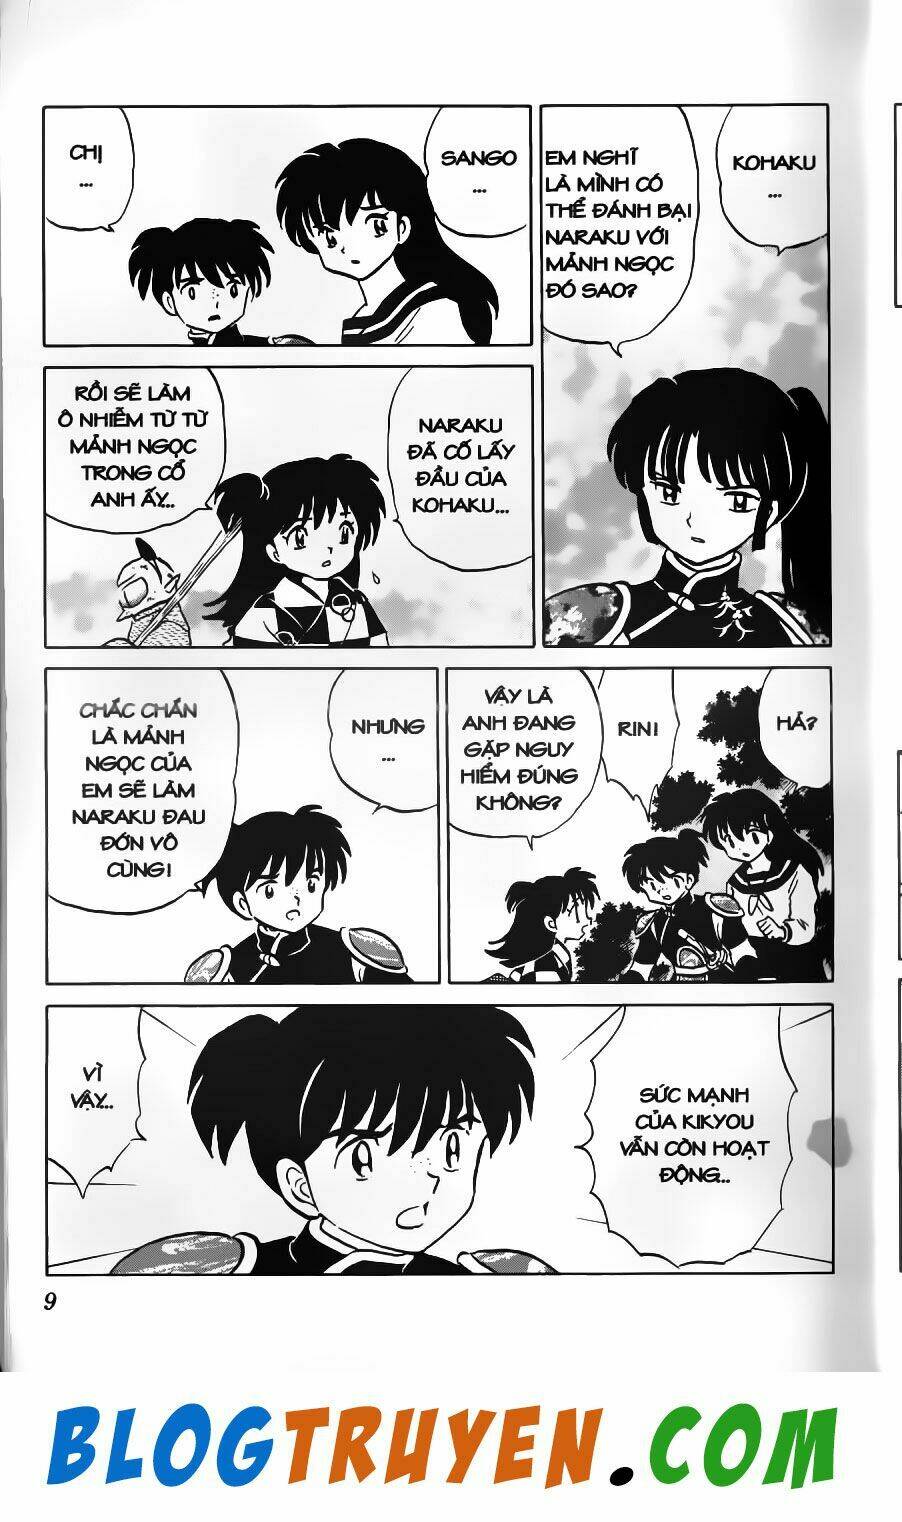 KOHAKU
...
EM NGHĨ
LÀ MÌNH CÓ
THỂ ĐÁNH BẠI
NARAKU VỚI
MẢNH NGỌC
ĐÓ SAO?
SANGO
...
CHỊ
...
NARAKU
ĐÃ CỐ LẤY
ĐẦU CỦA
KOHAKU...
RỒI SẼ LÀM
Ô NHIỄM TỪ TỪ
MẢNH NGỌC
TRONG CỔ
ANH ẤY...
HẢ?
RIN!
VẬY LÀ
ANH ĐANG
GẶP NGUY
HIỂM ĐÚNG
KHÔNG?
NHƯNG
...
CHẮC CHẮN
LÀ MẢNH
NGỌC CỦA
EM SẼ LÀM
NARAKU ĐAU
ĐỚN VÔ
CÙNG!
SỨC MẠNH
CỦA KIKYOU
VẪN CÒN HOẠT
ĐỘNG...
VÌ
VẬY...
9
BLOGTRUYEN.COM